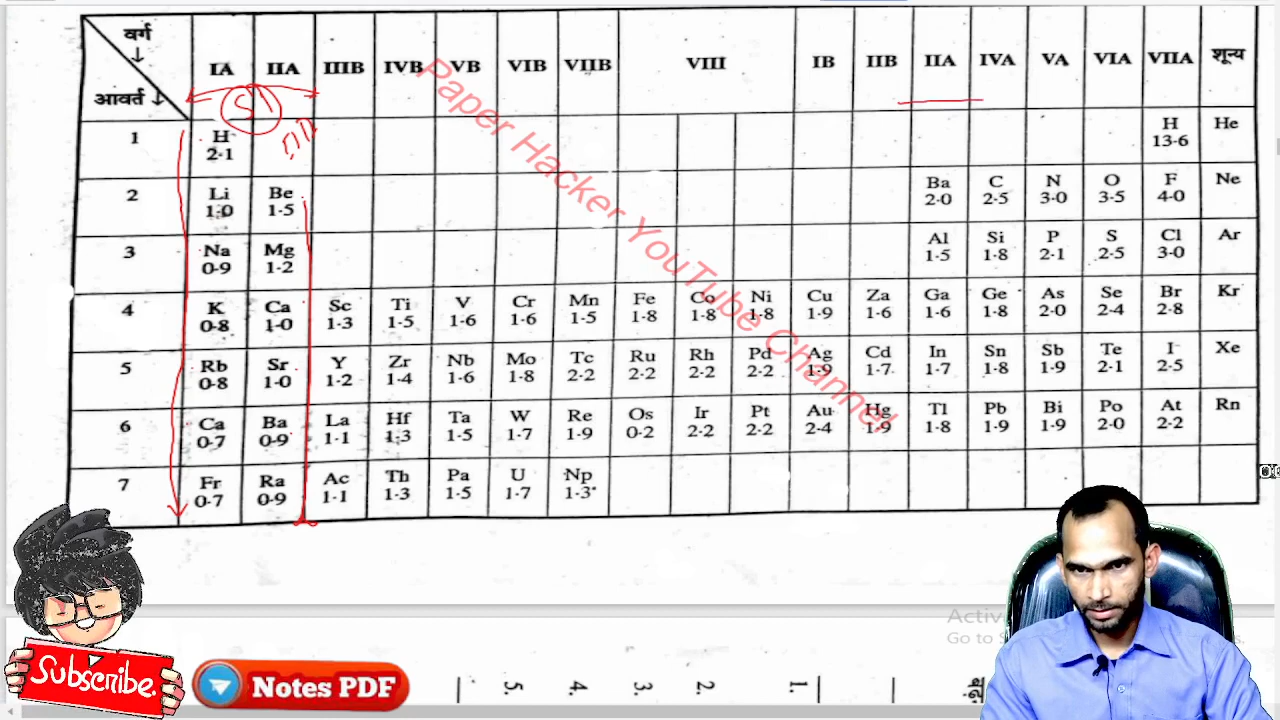 वर्ग
↓
IA IIA IIIB IVB VB VIB VIIB VIII IB IIB IIA IVA VA VIA VIIA शून्य
आवर्त ↓
1 H H He
2·1 13·6
2 Li Be Ba C N O F Ne
1·0 1·5 2·0 2·5 3·0 3·5 4·0
3 Na Mg Al Si P S Cl Ar
0·9 1·2 1·5 1·8 2·1 2·5 3·0
4 K Ca Sc Ti V Cr Mn Fe Co Ni Cu Za Ga Ge As Se Br Kr
0·8 1·0 1·3 1·5 1·6 1·6 1·5 1·8 1·8 1·8 1·9 1·6 1·6 1·8 2·0 2·4 2·8
5 Rb Sr Y Zr Nb Mo Tc Ru Rh Pd Ag Cd In Sn Sb Te I Xe
0·8 1·0 1·2 1·4 1·6 1·8 2·2 2·2 2·2 2·2 1·9 1·7 1·7 1·8 1·9 2·1 2·5
6 Ca Ba La Hf Ta W Re Os Ir Pt Au Hg Tl Pb Bi Po At Rn
0·7 0·9 1·1 1·3 1·5 1·7 1·9 0·2 2·2 2·2 2·4 1·9 1·8 1·9 1·9 2·0 2·2
7 Fr Ra Ac Th Pa U Np
0·7 0·9 1·1 1·3 1·5 1·7 1·3
Paper Hacker YouTube Channel
Go to
Subscribe.
Notes PDF
5. 4. 3. 2. 1.